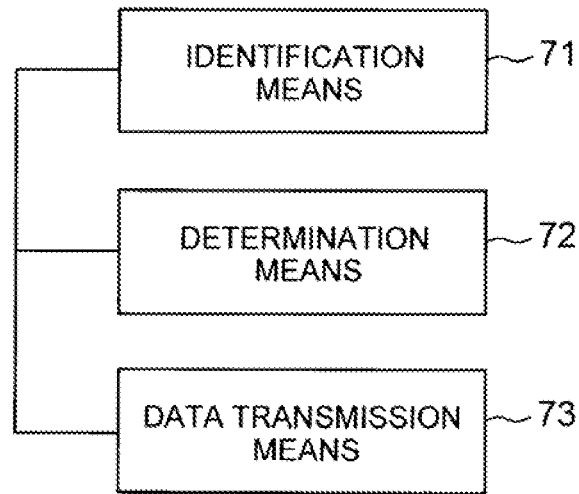 IDENTIFICATION
MEANS
71
DETERMINATION
MEANS
72
DATA TRANSMISSION
MEANS
73